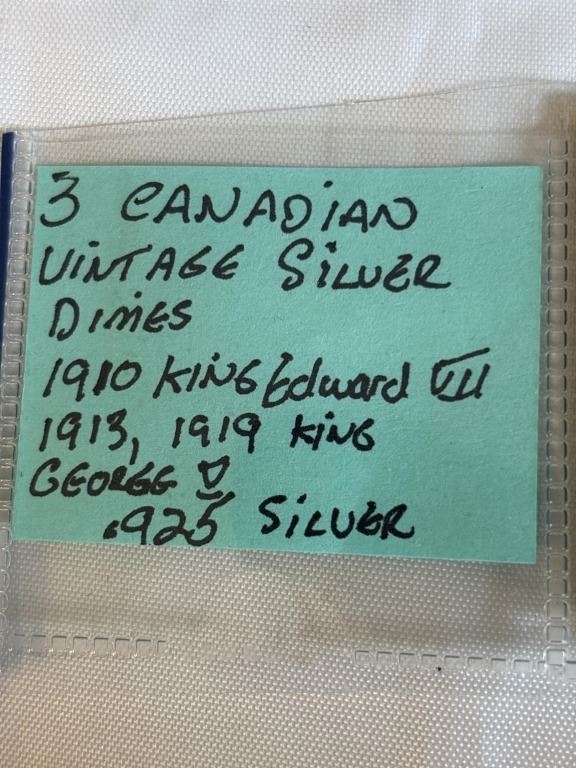 3 CANADiAN
ViNTAGE SiLVER
DiMES
1910 KiNG Edward VII
1913, 1919 KiNG
GEORGE V
.925 SiLVER